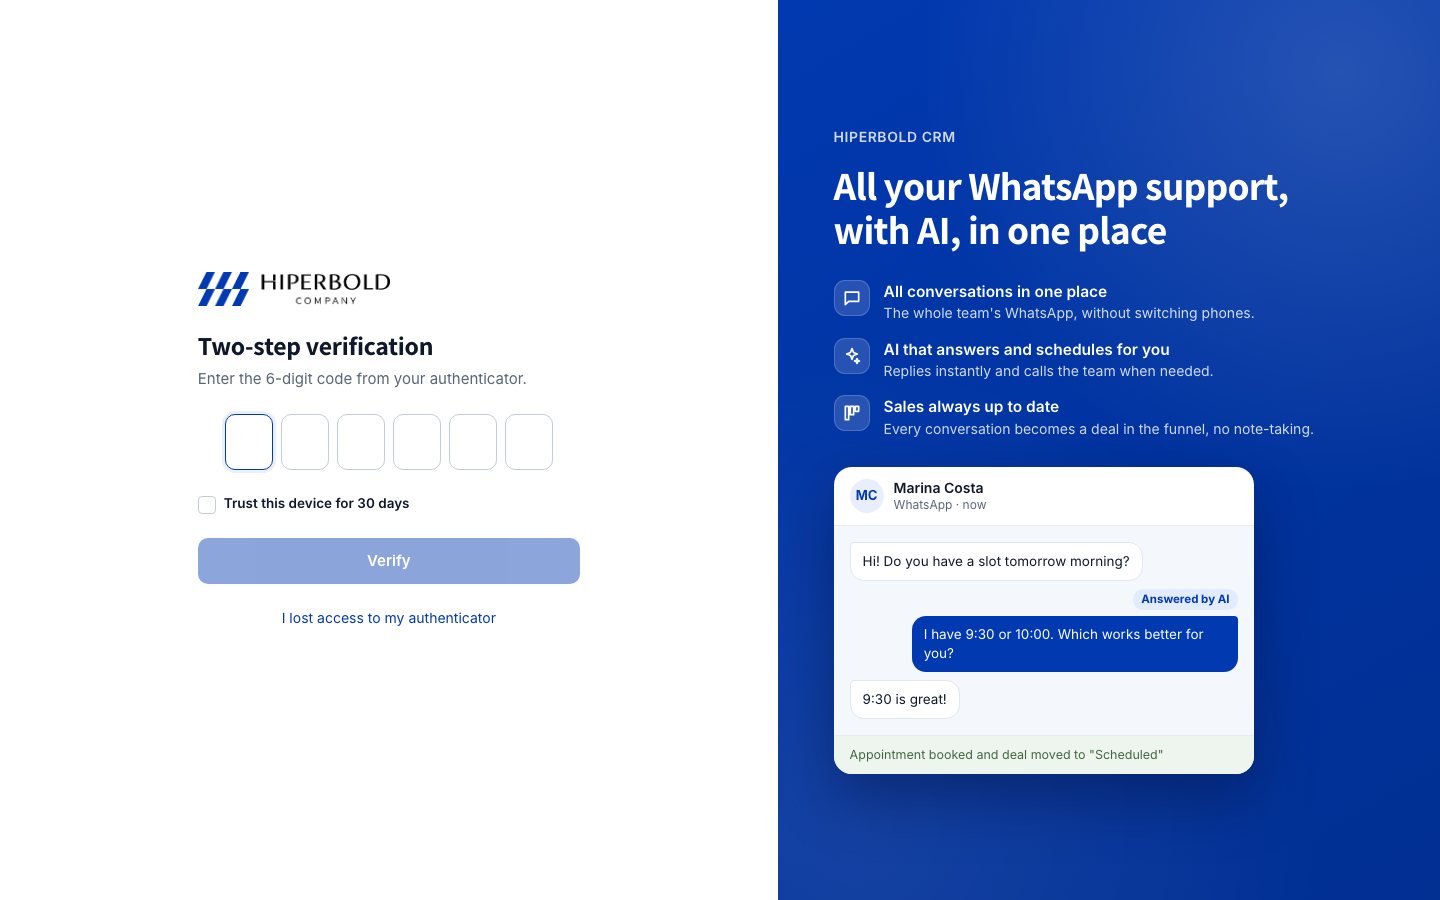 HIPERBOLD
COMPANY
Two-step verification
Enter the 6-digit code from your authenticator.
Trust this device for 30 days
Verify
I lost access to my authenticator
HIPERBOLD CRM
All your WhatsApp support,
with AI, in one place
All conversations in one place
The whole team's WhatsApp, without switching phones.
AI that answers and schedules for you
Replies instantly and calls the team when needed.
Sales always up to date
Every conversation becomes a deal in the funnel, no note-taking.
MC
Marina Costa
WhatsApp · now
Hi! Do you have a slot tomorrow morning?
Answered by AI
I have 9:30 or 10:00. Which works better for
you?
9:30 is great!
Appointment booked and deal moved to "Scheduled"